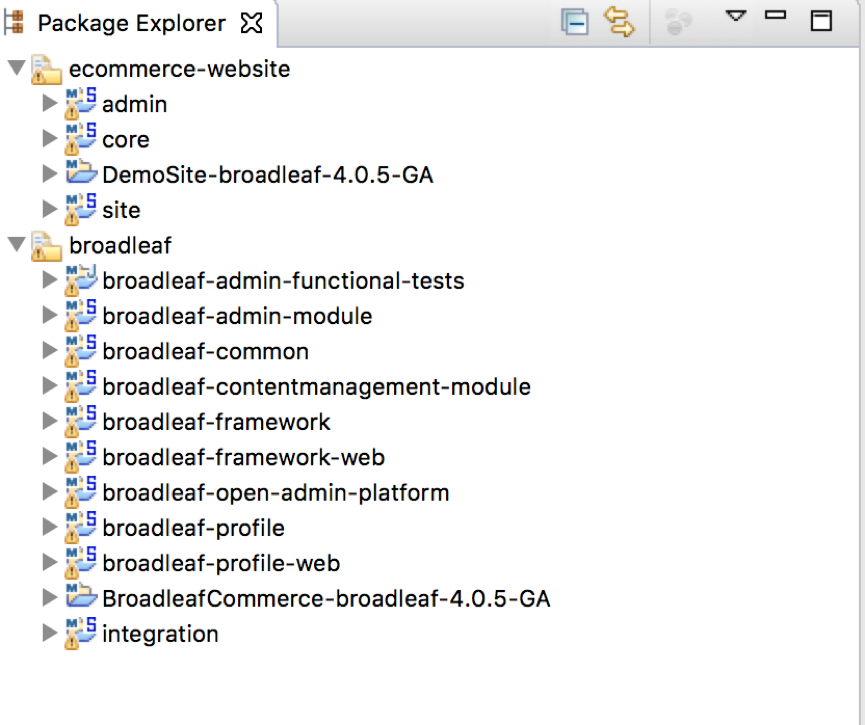 Package Explorer
ecommerce-website
admin
core
DemoSite-broadleaf-4.0.5-GA
site
broadleaf
broadleaf-admin-functional-tests
broadleaf-admin-module
broadleaf-common
broadleaf-contentmanagement-module
broadleaf-framework
broadleaf-framework-web
broadleaf-open-admin-platform
broadleaf-profile
broadleaf-profile-web
BroadleafCommerce-broadleaf-4.0.5-GA
integration